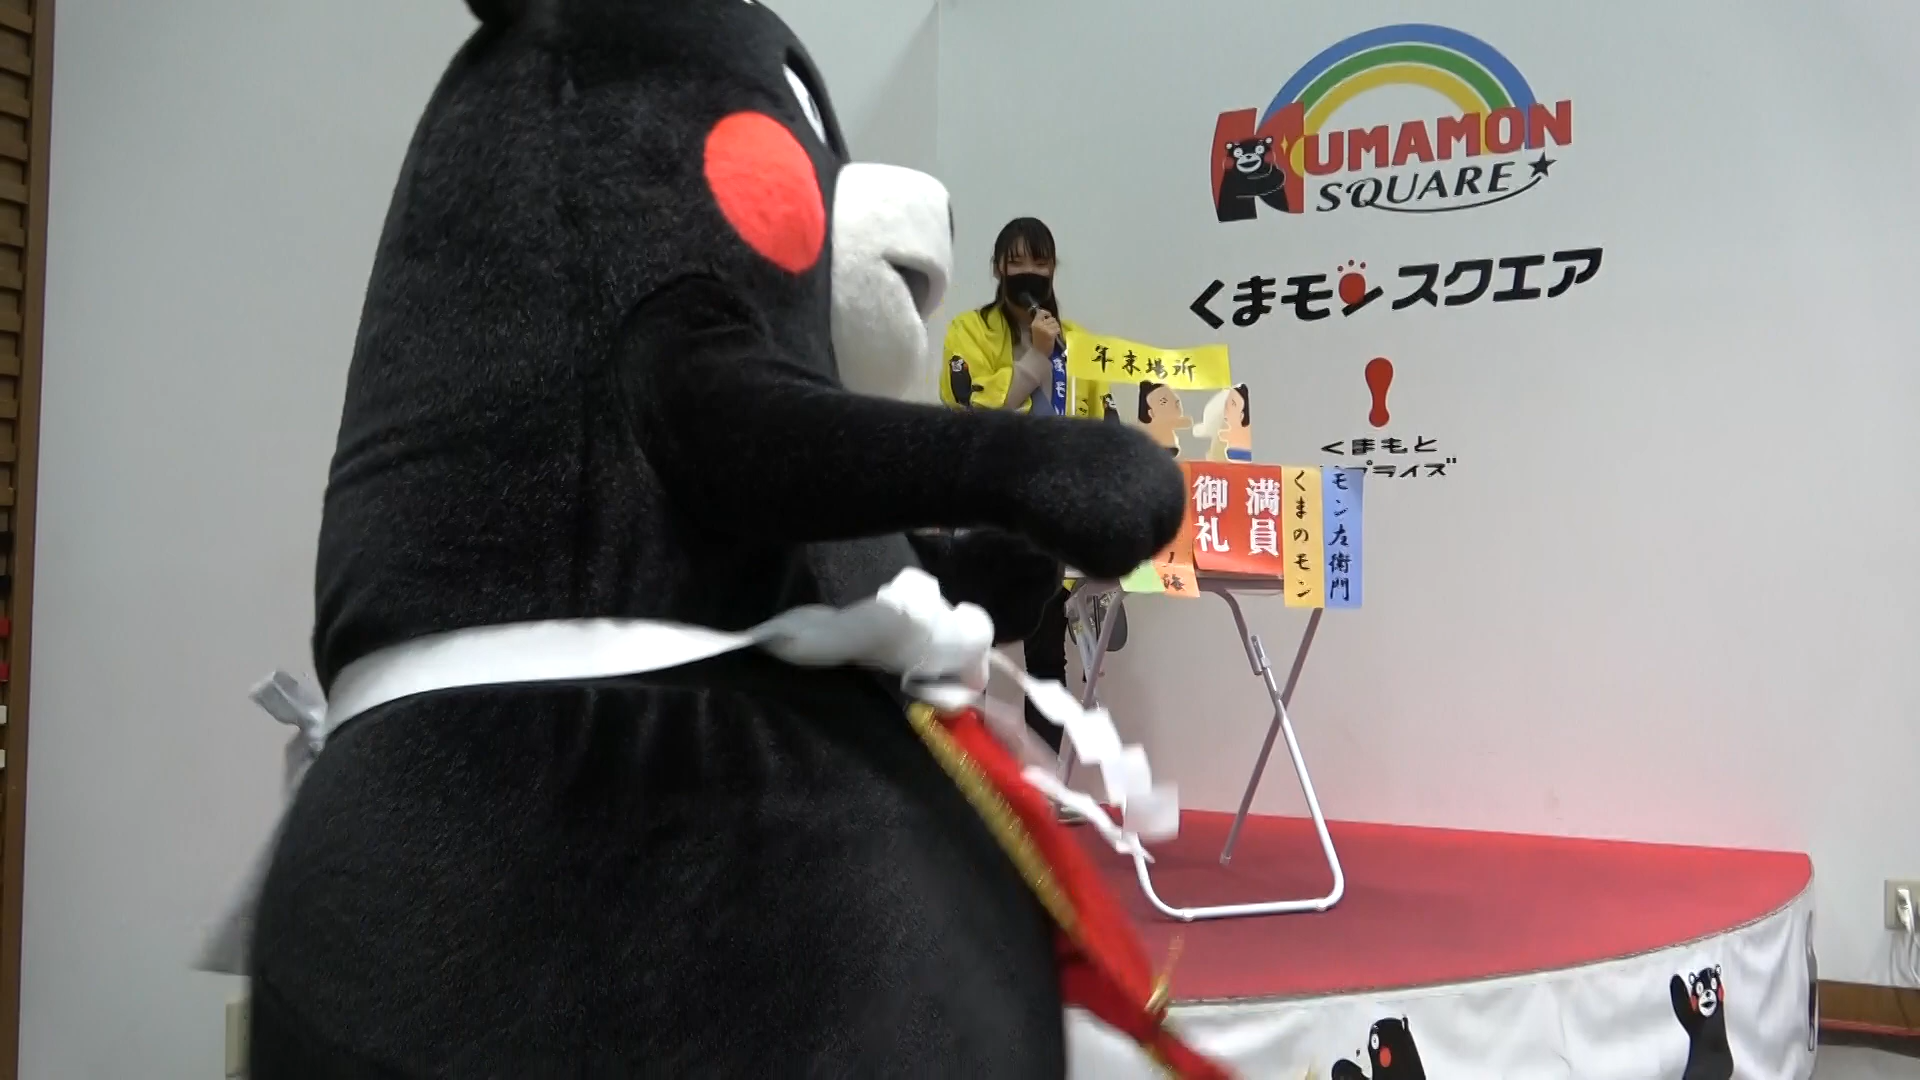 KUMAMON
SQUARE
くまモンスクエア
くまもと
プライズ
年末場所
満員
御礼
くまのモン
モン左衛門
海